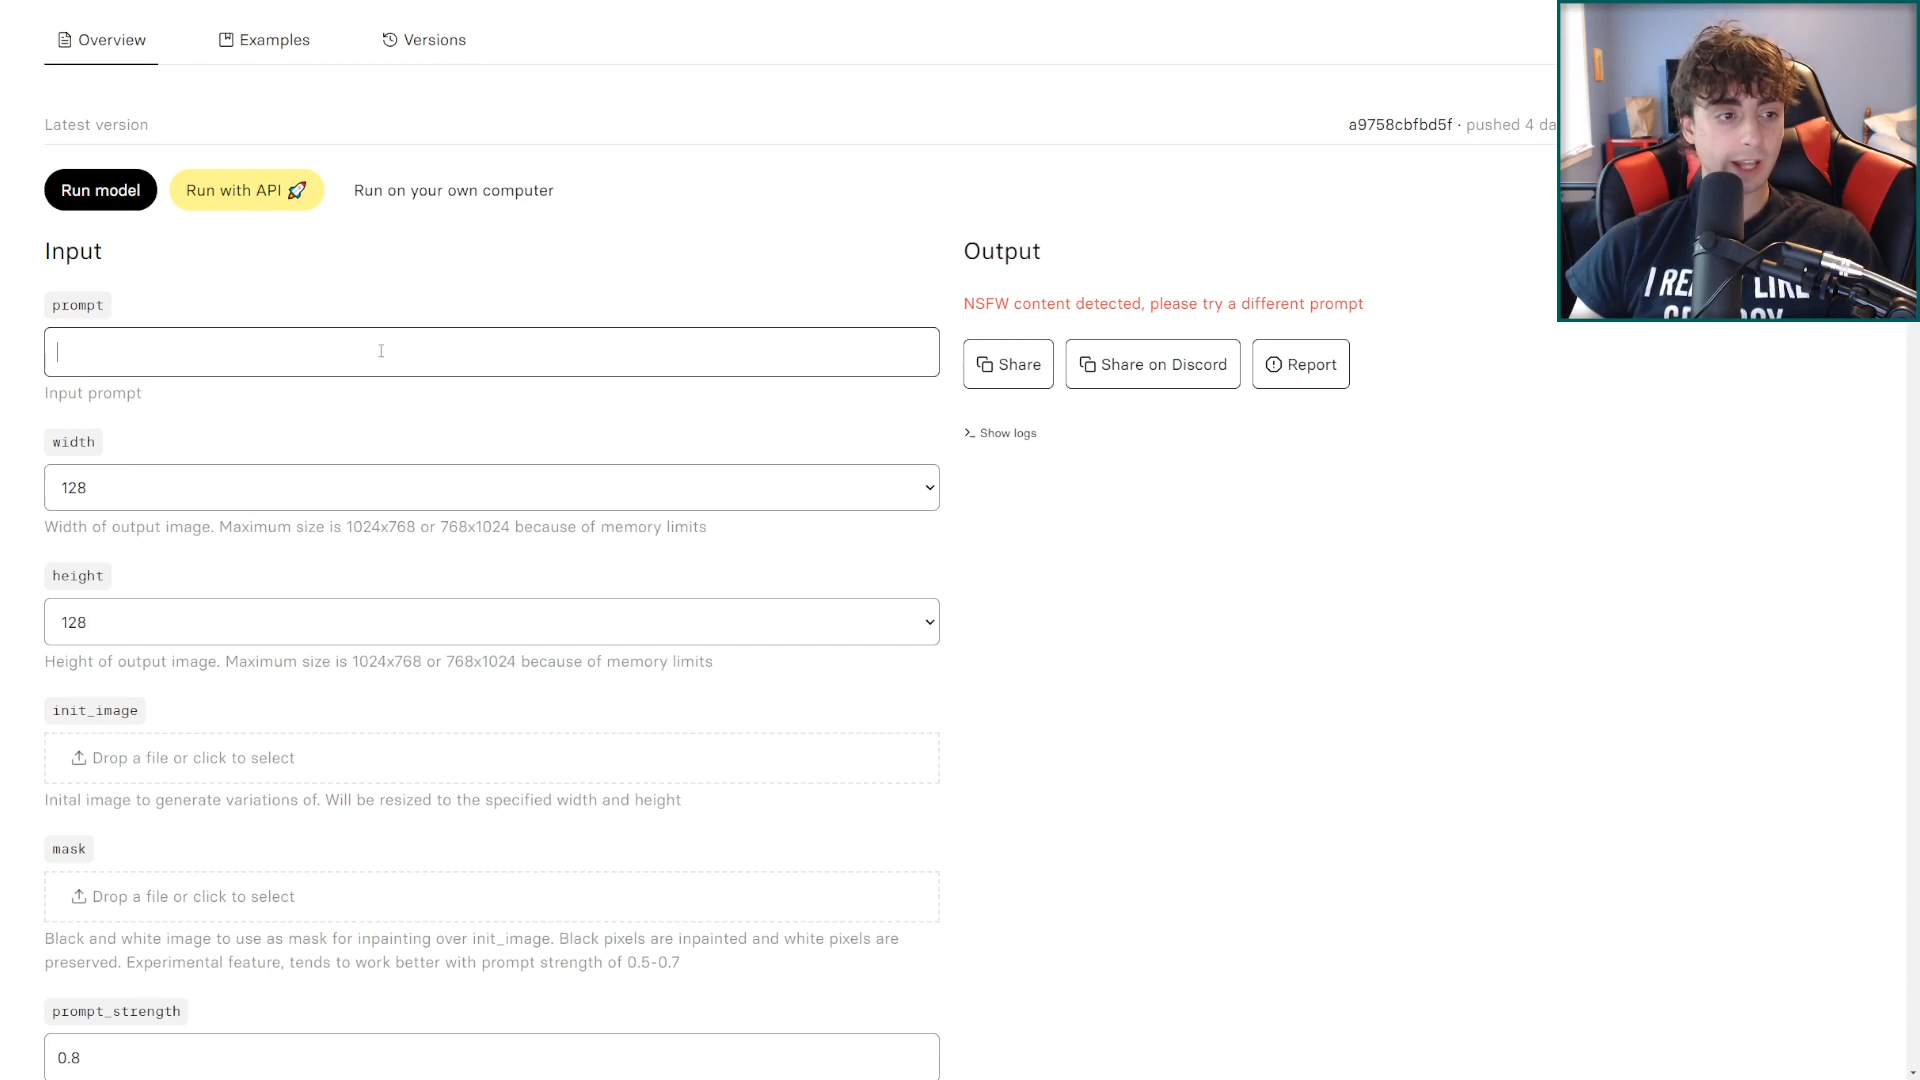 Overview
Examples
Versions
Latest version
a9758cbfbd5f · pushed 4 da
Run model
Run with API 🚀
Run on your own computer
Input
prompt
Input prompt
width
128
Width of output image. Maximum size is 1024x768 or 768x1024 because of memory limits
height
128
Height of output image. Maximum size is 1024x768 or 768x1024 because of memory limits
init_image
Drop a file or click to select
Inital image to generate variations of. Will be resized to the specified width and height
mask
Drop a file or click to select
Black and white image to use as mask for inpainting over init_image. Black pixels are inpainted and white pixels are
preserved. Experimental feature, tends to work better with prompt strength of 0.5-0.7
prompt_strength
0.8
Output
NSFW content detected, please try a different prompt
Share
Share on Discord
Report
Show logs
I RE LIKE